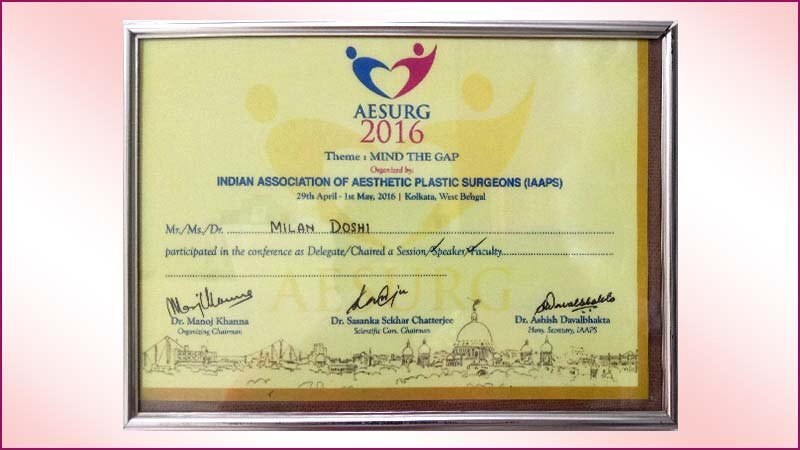 AESURG
2016
Theme : MIND THE GAP
Organized by:
INDIAN ASSOCIATION OF AESTHETIC PLASTIC SURGEONS (IAAPS)
29th April - 1st May, 2016 | Kolkata, West Bengal
Mr./Ms./Dr. MILAN DOSHI
participated in the conference as Delegate/Chaired a Session/Speaker/Faculty
AESURG
Dr. Manoj Khanna Dr. Sasanka Sekhar Chatterjee Dr. Ashish Davalbhakta
Organizing Chairman Scientific Com. Chairman Hony. Secretary, IAAPS